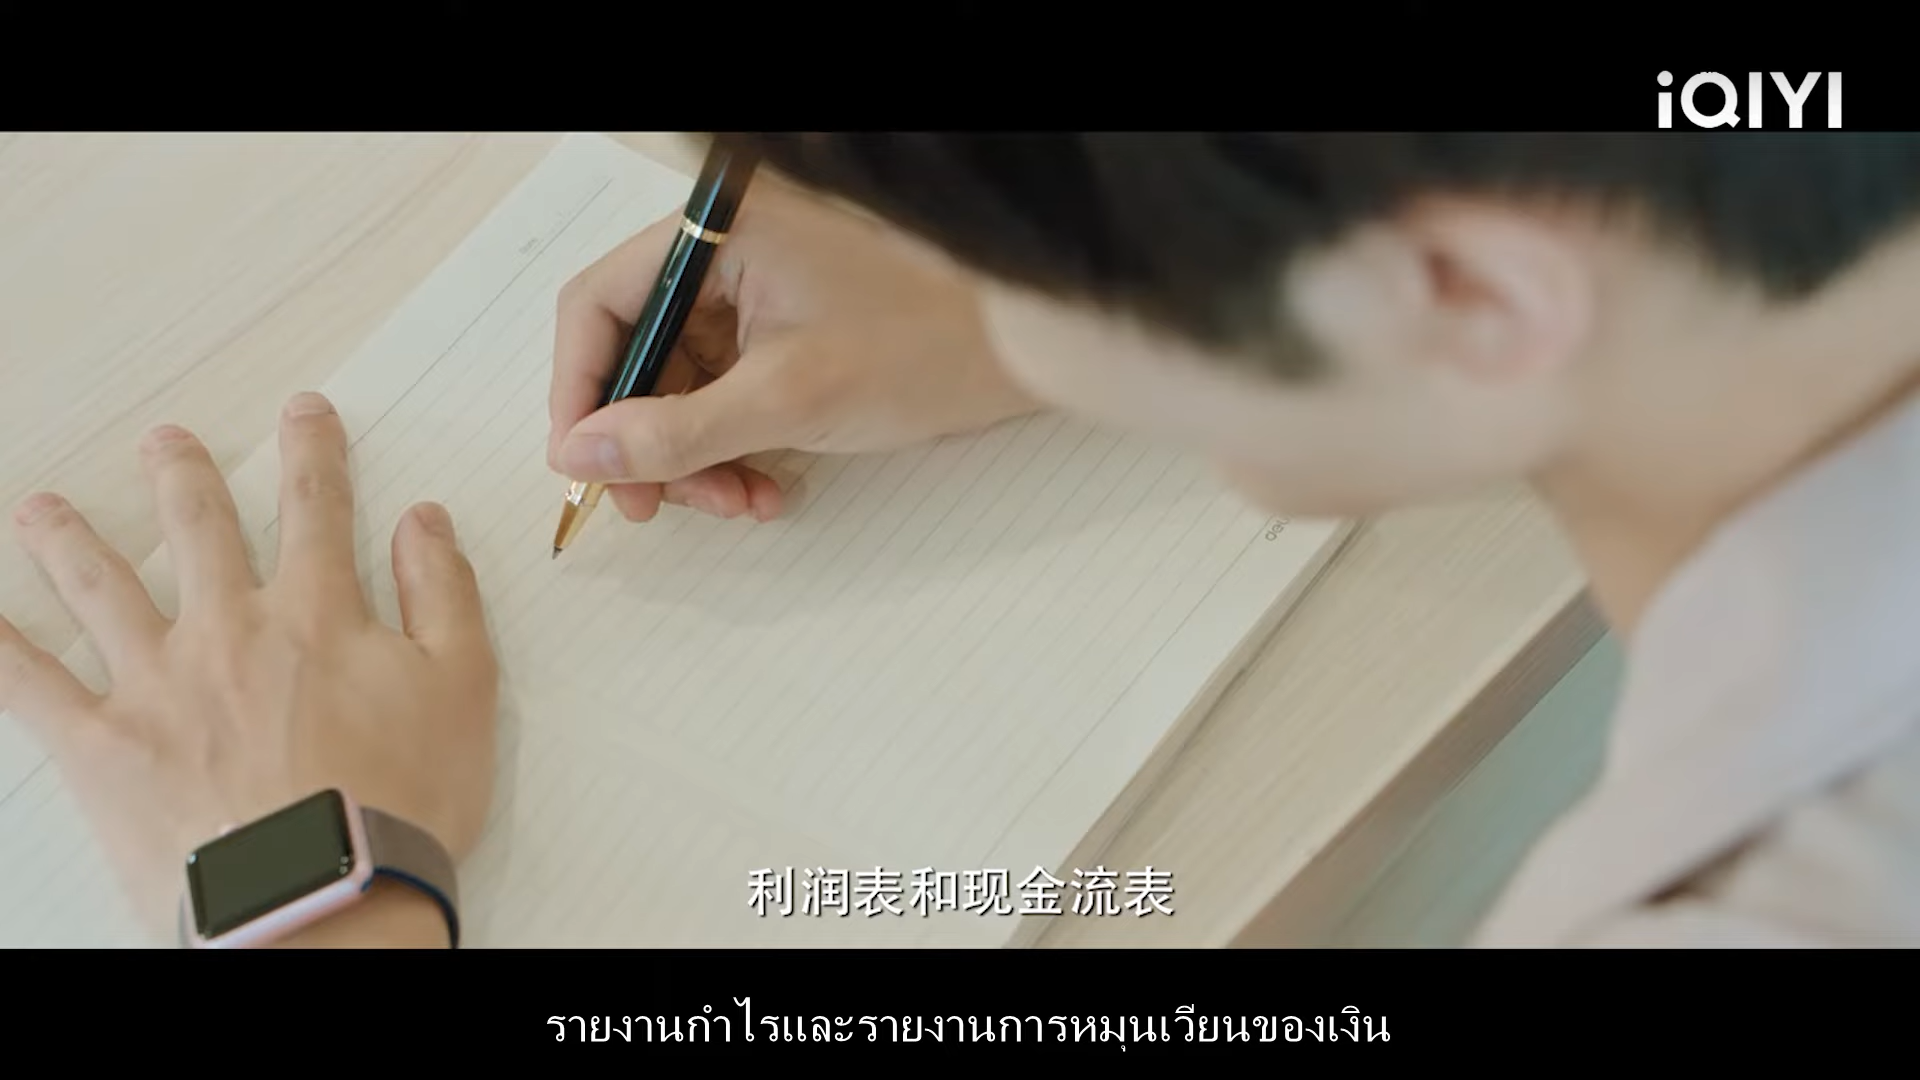 iQIYI
利润表和现金流表
รายงานกำไรและรายงานการหมุนเวียนของเงิน